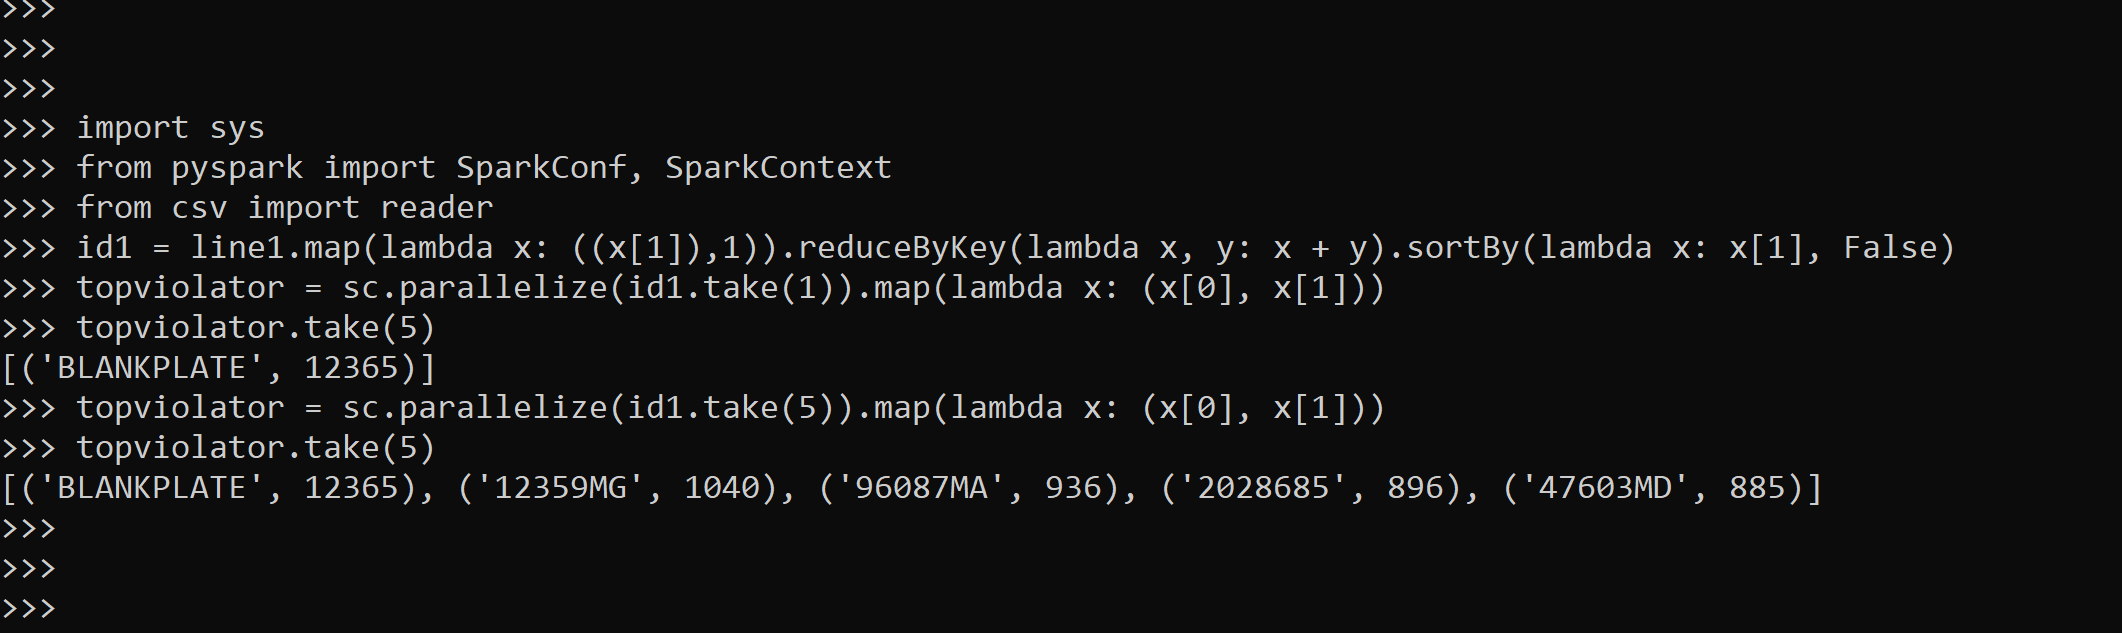 >>>
>>>
>>>
>>> import sys
>>> from pyspark import SparkConf, SparkContext
>>> from csv import reader
>>> id1 = line1.map(lambda x: ((x[1]),1)).reduceByKey(lambda x, y: x + y).sortBy(lambda x: x[1], False)
>>> topviolator = sc.parallelize(id1.take(1)).map(lambda x: (x[0], x[1]))
>>> topviolator.take(5)
[('BLANKPLATE', 12365)]
>>> topviolator = sc.parallelize(id1.take(5)).map(lambda x: (x[0], x[1]))
>>> topviolator.take(5)
[('BLANKPLATE', 12365), ('12359MG', 1040), ('96087MA', 936), ('2028685', 896), ('47603MD', 885)]
>>>
>>>
>>>